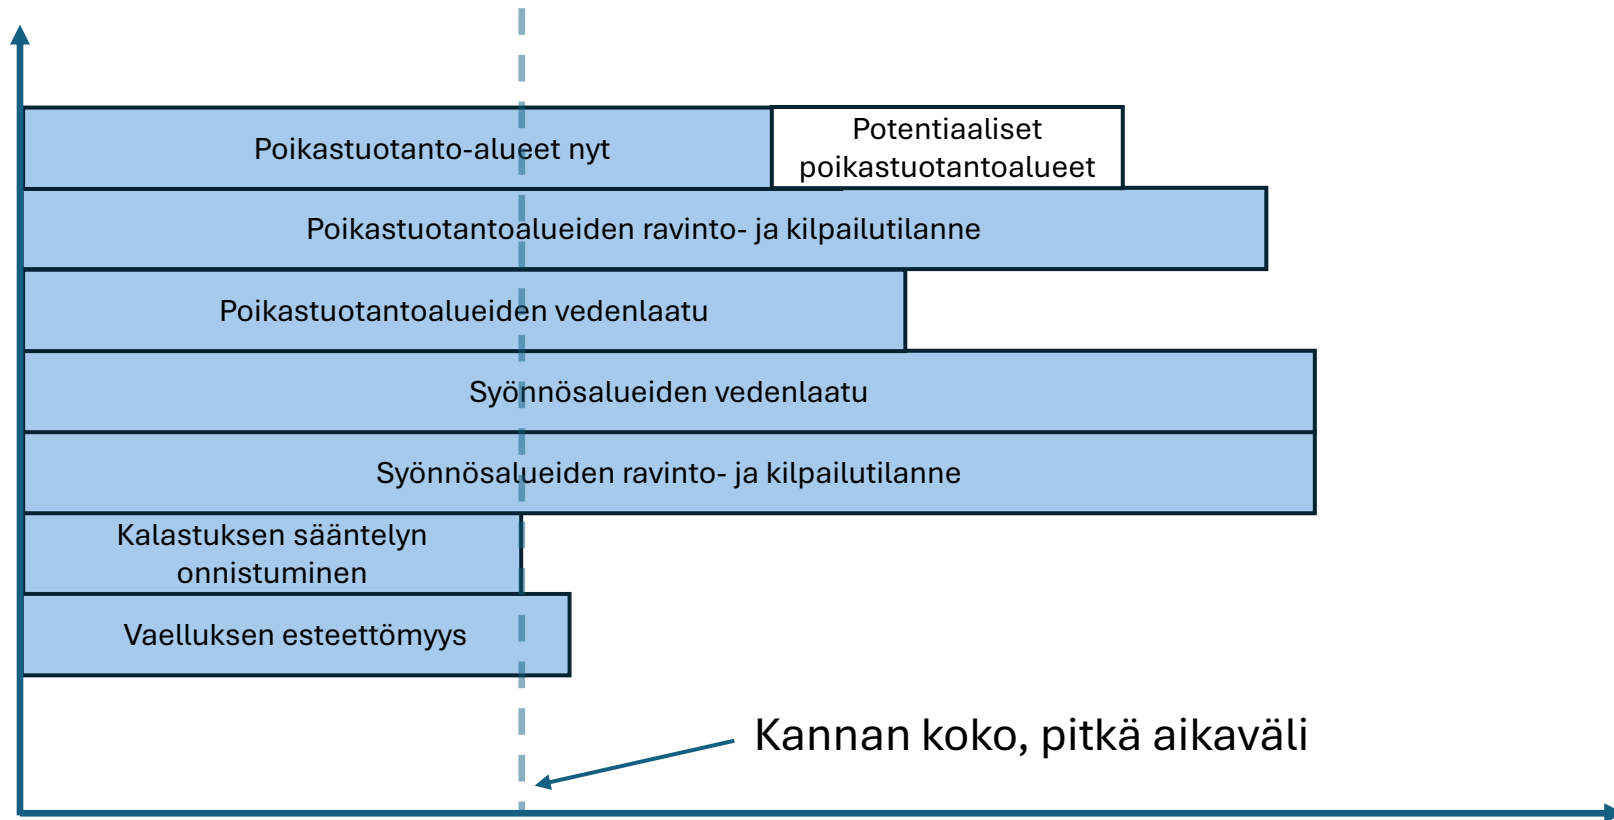 Poikastuotanto-alueet nyt
Potentiaaliset
poikastuotantoalueet
Poikastuotantoalueiden ravinto- ja kilpailutilanne
Poikastuotantoalueiden vedenlaatu
Syönnösalueiden vedenlaatu
Syönnösalueiden ravinto- ja kilpailutilanne
Kalastuksen sääntelyn
onnistuminen
Vaelluksen esteettömyys
Kannan koko, pitkä aikaväli